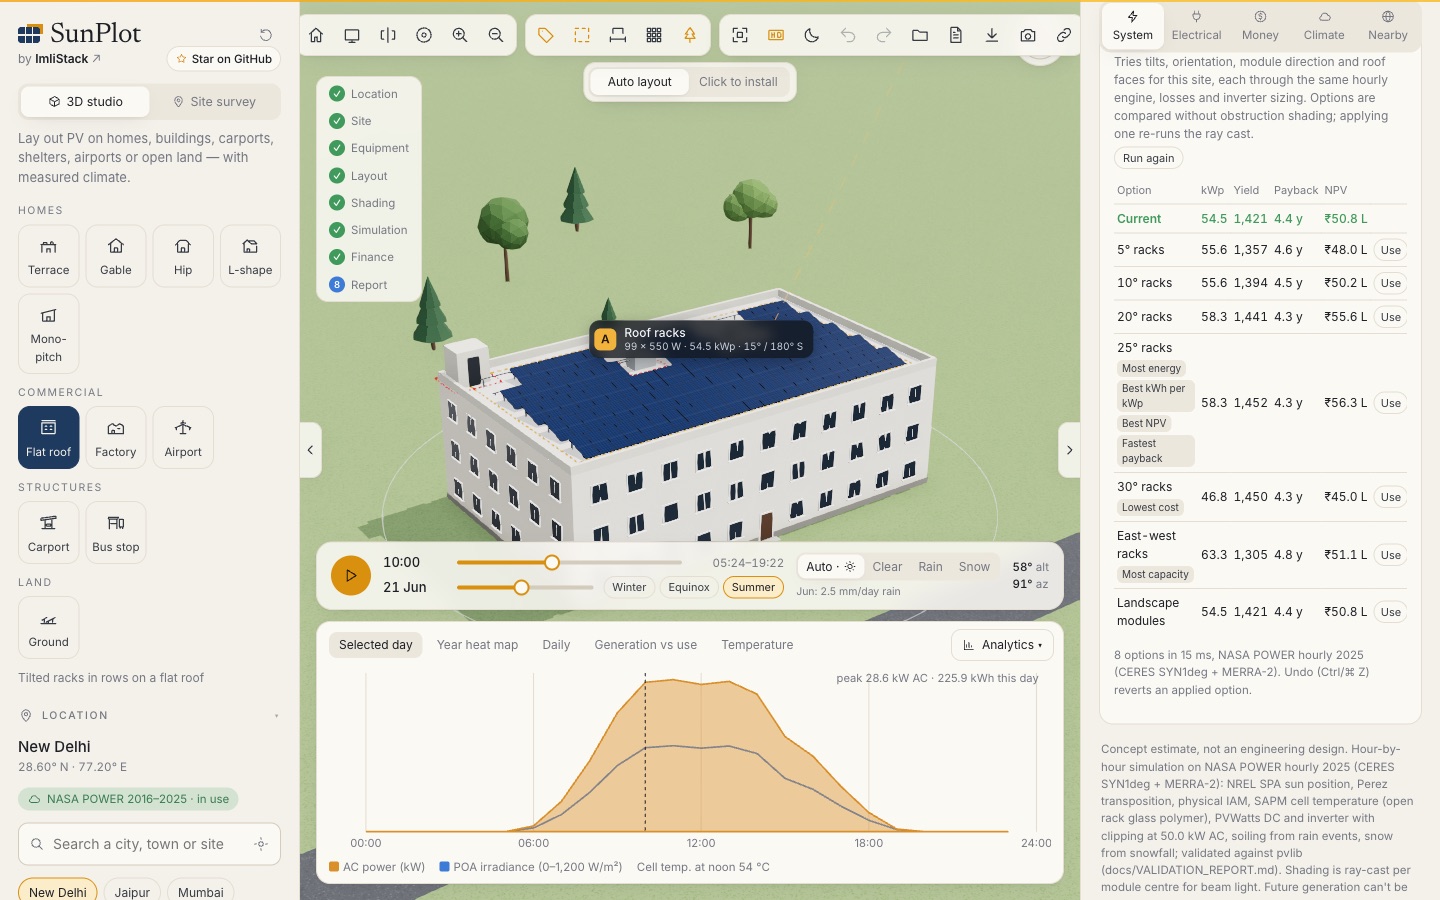 SunPlot
by ImliStack ↗
Star on GitHub
3D studio
Site survey
Lay out PV on homes, buildings, carports,
shelters, airports or open land — with
measured climate.
HOMES
Terrace
Gable
Hip
L-shape
Mono-
pitch
COMMERCIAL
Flat roof
Factory
Airport
STRUCTURES
Carport
Bus stop
LAND
Ground
Tilted racks in rows on a flat roof
LOCATION
New Delhi
28.60° N · 77.20° E
NASA POWER 2016–2025 · in use
Search a city, town or site
New Delhi
Jaipur
Mumbai
HD
Auto layout
Click to install
Location
Site
Equipment
Layout
Shading
Simulation
Finance
8 Report
A
Roof racks
99 × 550 W · 54.5 kWp · 15° / 180° S
10:00
05:24–19:22
21 Jun
Winter
Equinox
Summer
Auto ·
Clear
Rain
Snow
Jun: 2.5 mm/day rain
58° alt
91° az
Selected day
Year heat map
Daily
Generation vs use
Temperature
Analytics
peak 28.6 kW AC · 225.9 kWh this day
00:00
06:00
12:00
18:00
24:00
AC power (kW)
POA irradiance (0–1,200 W/m²)
Cell temp. at noon 54 °C
System
Electrical
Money
Climate
Nearby
Tries tilts, orientation, module direction and roof
faces for this site, each through the same hourly
engine, losses and inverter sizing. Options are
compared without obstruction shading; applying
one re-runs the ray cast.
Run again
Option kWp Yield Payback NPV
Current 54.5 1,421 4.4 y ₹50.8 L
5° racks 55.6 1,357 4.6 y ₹48.0 L Use
10° racks 55.6 1,394 4.5 y ₹50.2 L Use
20° racks 58.3 1,441 4.3 y ₹55.6 L Use
25° racks
Most energy
Best kWh per
kWp
Best NPV
Fastest
payback
58.3 1,452 4.3 y ₹56.3 L Use
30° racks
Lowest cost
46.8 1,450 4.3 y ₹45.0 L Use
East-west
racks
Most capacity
63.3 1,305 4.8 y ₹51.1 L Use
Landscape
modules
54.5 1,421 4.4 y ₹50.8 L Use
8 options in 15 ms, NASA POWER hourly 2025
(CERES SYN1deg + MERRA-2). Undo (Ctrl/⌘ Z)
reverts an applied option.
Concept estimate, not an engineering design. Hour-by-
hour simulation on NASA POWER hourly 2025 (CERES
SYN1deg + MERRA-2): NREL SPA sun position, Perez
transposition, physical IAM, SAPM cell temperature (open
rack glass polymer), PVWatts DC and inverter with
clipping at 50.0 kW AC, soiling from rain events, snow
from snowfall; validated against pvlib
(docs/VALIDATION_REPORT.md). Shading is ray-cast per
module centre for beam light. Future generation can't be